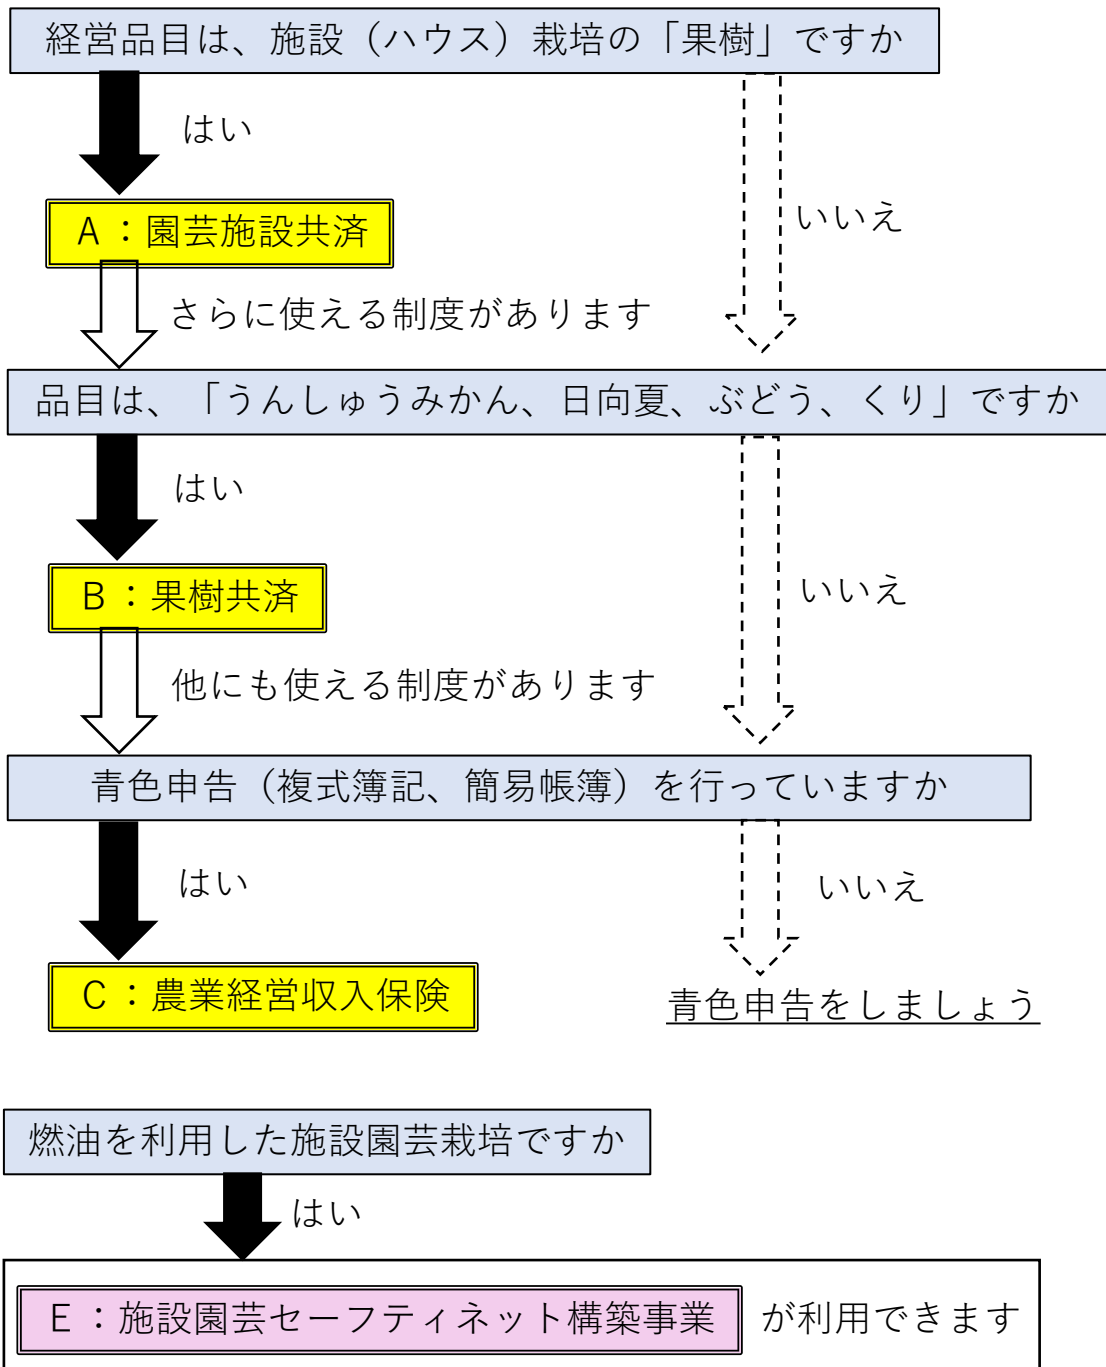 経営品目は、施設（ハウス）栽培の「果樹」ですか
はい
いいえ
Ａ：園芸施設共済
さらに使える制度があります
品目は、「うんしゅうみかん、日向夏、ぶどう、くり」ですか
はい
いいえ
Ｂ：果樹共済
他にも使える制度があります
青色申告（複式簿記、簡易帳簿）を行っていますか
はい
いいえ
Ｃ：農業経営収入保険
青色申告をしましょう
燃油を利用した施設園芸栽培ですか
はい
Ｅ：施設園芸セーフティネット構築事業 が利用できます